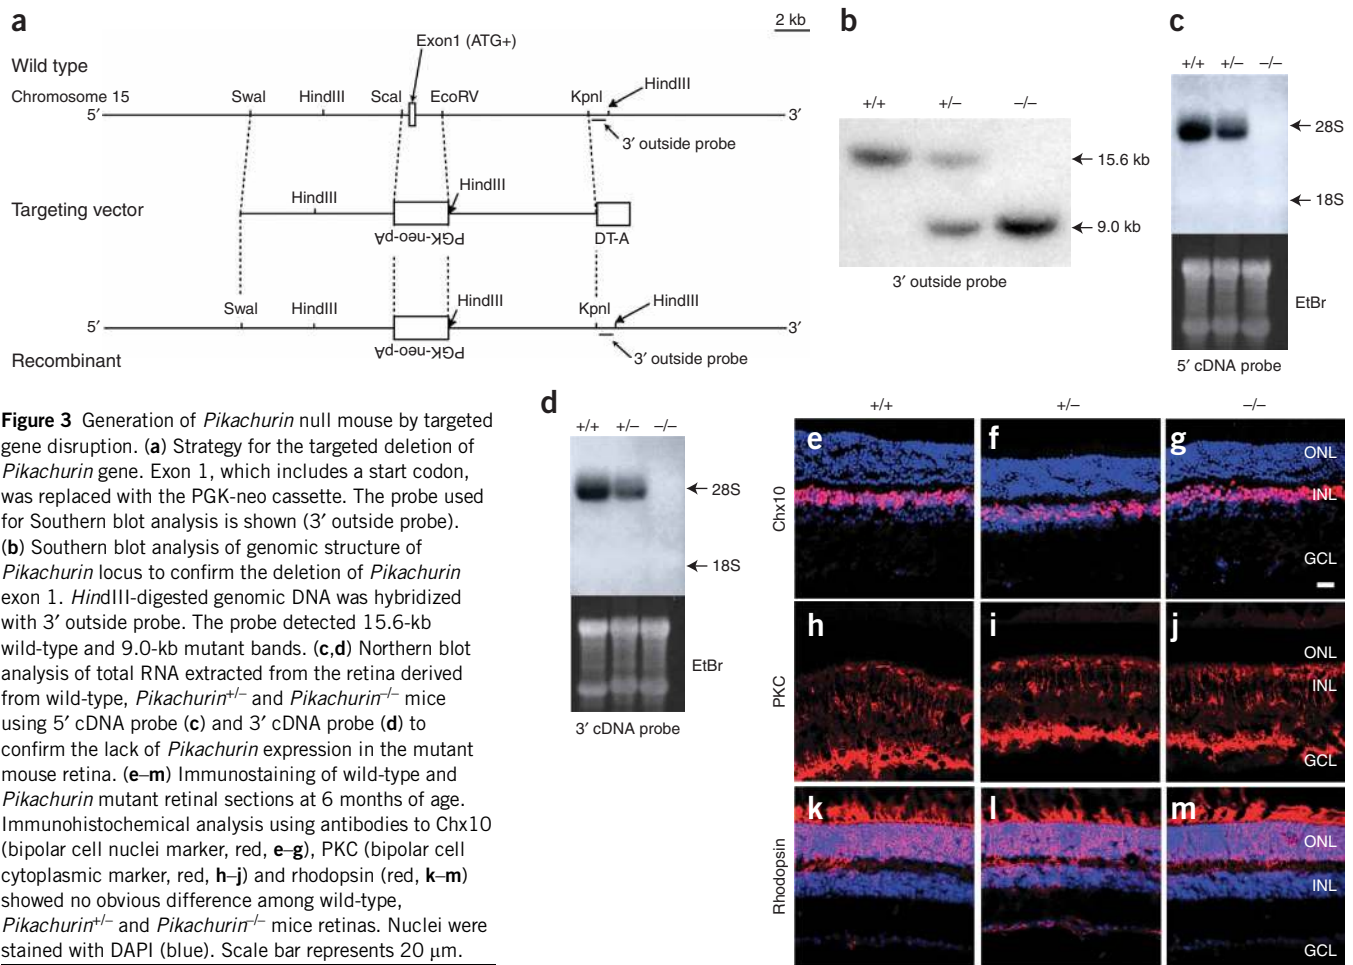 a
2 kb
Exon1 (ATG+)
Wild type
Chromosome 15
SwaI
HindIII
ScaI
EcoRV
KpnI
HindIII
5′
3′
3′ outside probe
HindIII
HindIII
Targeting vector
PGK-neo-pA
DT-A
SwaI
HindIII
HindIII
KpnI
HindIII
5′
3′
PGK-neo-pA
3′ outside probe
Recombinant
b
+/+ +/– –/–
15.6 kb
9.0 kb
3′ outside probe
c
+/+ +/– –/–
28S
18S
EtBr
5′ cDNA probe
Figure 3 Generation of Pikachurin null mouse by targeted
gene disruption. (a) Strategy for the targeted deletion of
Pikachurin gene. Exon 1, which includes a start codon,
was replaced with the PGK-neo cassette. The probe used
for Southern blot analysis is shown (3′ outside probe).
(b) Southern blot analysis of genomic structure of
Pikachurin locus to confirm the deletion of Pikachurin
exon 1. HindIII-digested genomic DNA was hybridized
with 3′ outside probe. The probe detected 15.6-kb
wild-type and 9.0-kb mutant bands. (c,d) Northern blot
analysis of total RNA extracted from the retina derived
from wild-type, Pikachurin+/– and Pikachurin–/– mice
using 5′ cDNA probe (c) and 3′ cDNA probe (d) to
confirm the lack of Pikachurin expression in the mutant
mouse retina. (e–m) Immunostaining of wild-type and
Pikachurin mutant retinal sections at 6 months of age.
Immunohistochemical analysis using antibodies to Chx10
(bipolar cell nuclei marker, red, e–g), PKC (bipolar cell
cytoplasmic marker, red, h–j) and rhodopsin (red, k–m)
showed no obvious difference among wild-type,
Pikachurin+/– and Pikachurin–/– mice retinas. Nuclei were
stained with DAPI (blue). Scale bar represents 20 μm.
d
+/+ +/– –/–
28S
18S
EtBr
3′ cDNA probe
+/+ +/– –/–
Chx10
e
f
g
ONL
INL
GCL
PKC
h
i
j
ONL
INL
GCL
Rhodopsin
k
l
m
ONL
INL
GCL